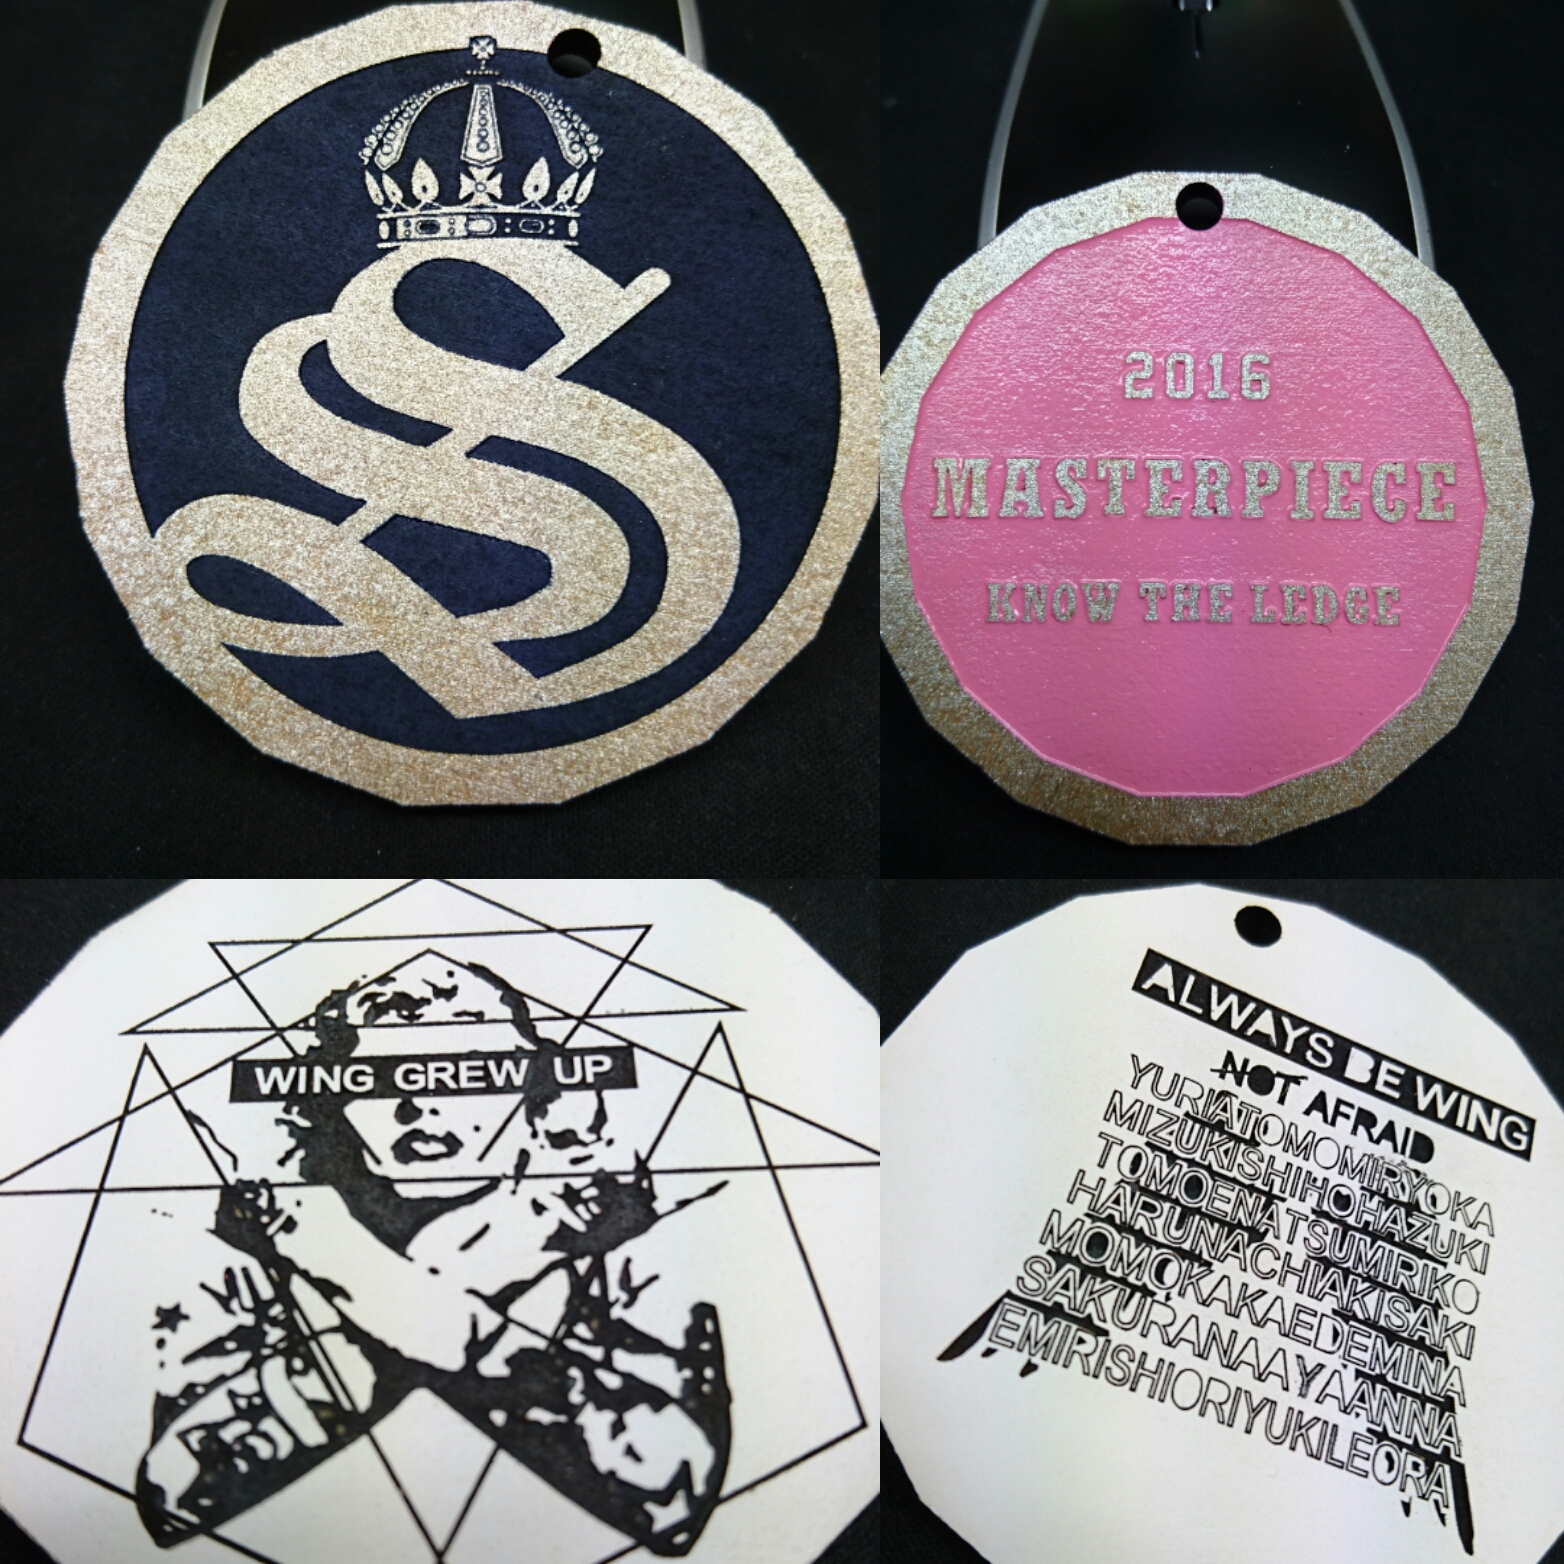 S
2016
MASTERPIECE
KNOW THE LEDGE
WING GREW UP
ALWAYS BE WING
NOT AFRAID
YURIATOMOMIRYOKA
MIZUKISHIHOHAZUKI
TOMOENATSUMIRIKO
HARUNACHIAKISAKI
MOMOKAKAEDEMINA
SAKURANAAYAANNA
EMIRISHIORIYUKILEORA